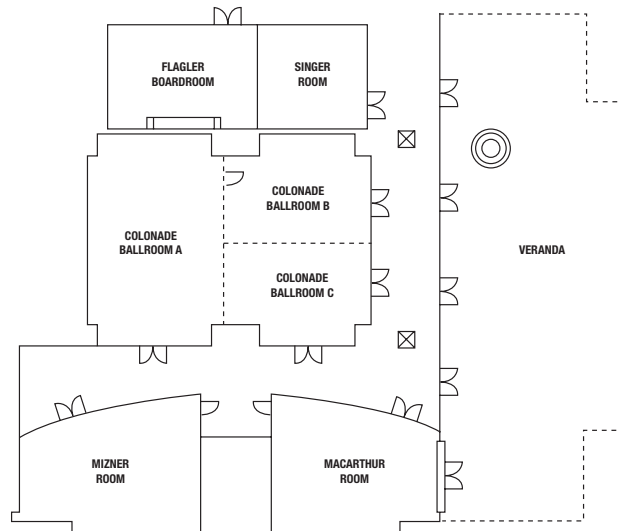 FLAGLER
BOARDROOM
SINGER
ROOM
COLONADE
BALLROOM B
COLONADE
BALLROOM A
VERANDA
COLONADE
BALLROOM C
MIZNER
ROOM
MACARTHUR
ROOM